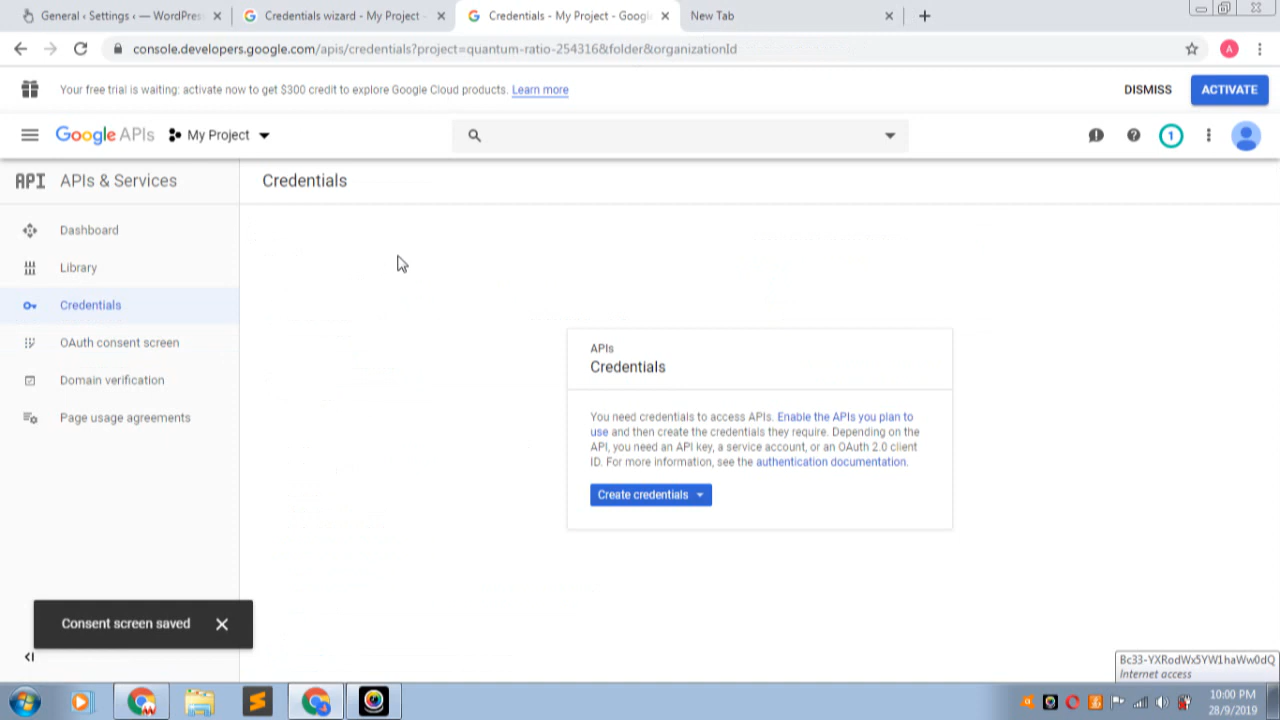 General ‹ Settings ‹ — WordPress
Credentials wizard - My Project -
Credentials - My Project - Google
New Tab
console.developers.google.com/apis/credentials?project=quantum-ratio-254316&folder&organizationId
A
Your free trial is waiting: activate now to get $300 credit to explore Google Cloud products. Learn more
DISMISS
ACTIVATE
Google APIs
My Project
1
API APIs & Services
Credentials
Dashboard
Library
Credentials
OAuth consent screen
Domain verification
Page usage agreements
APIs
Credentials
You need credentials to access APIs. Enable the APIs you plan to
use and then create the credentials they require. Depending on the
API, you need an API key, a service account, or an OAuth 2.0 client
ID. For more information, see the authentication documentation.
Create credentials
Consent screen saved
Bc33-YXRodWx5YW1haWw0dQ
Internet access
10:00 PM
28/9/2019